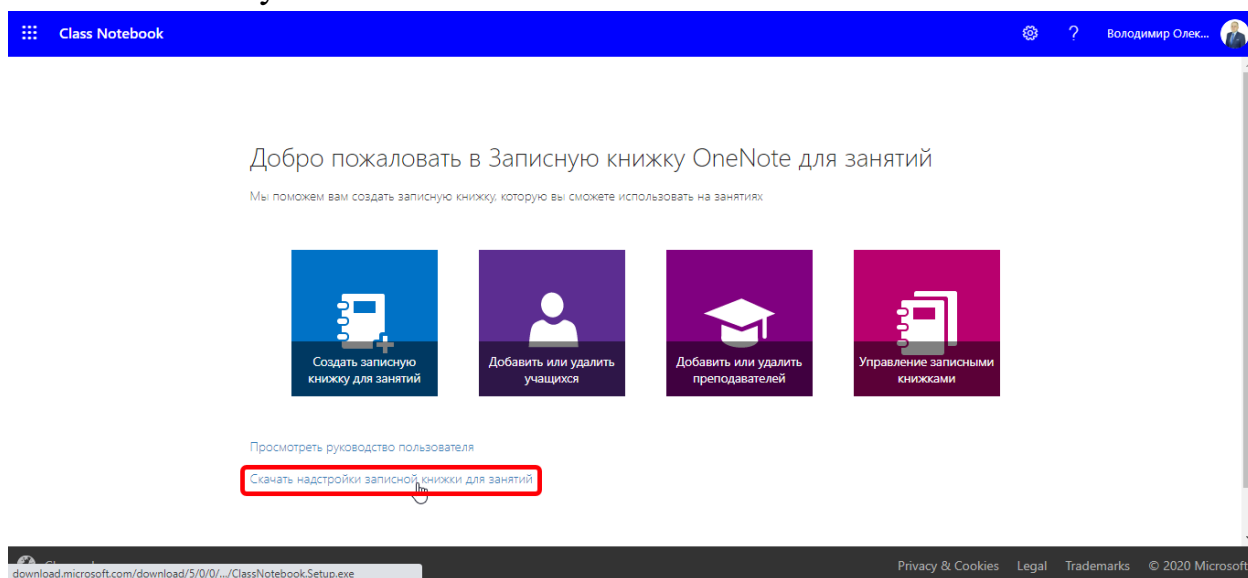 Class Notebook
? Володимир Олек...
Добро пожаловать в Записную книжку OneNote для занятий
Мы поможем вам создать записную книжку, которую вы сможете использовать на занятиях
Создать записную
книжку для занятий
Добавить или удалить
учащихся
Добавить или удалить
преподавателей
Управление записными
книжками
Просмотреть руководство пользователя
Скачать надстройки записной книжки для занятий
Privacy & Cookies Legal Trademarks © 2020 Microsoft
download.microsoft.com/download/5/0/0/.../ClassNotebook.Setup.exe